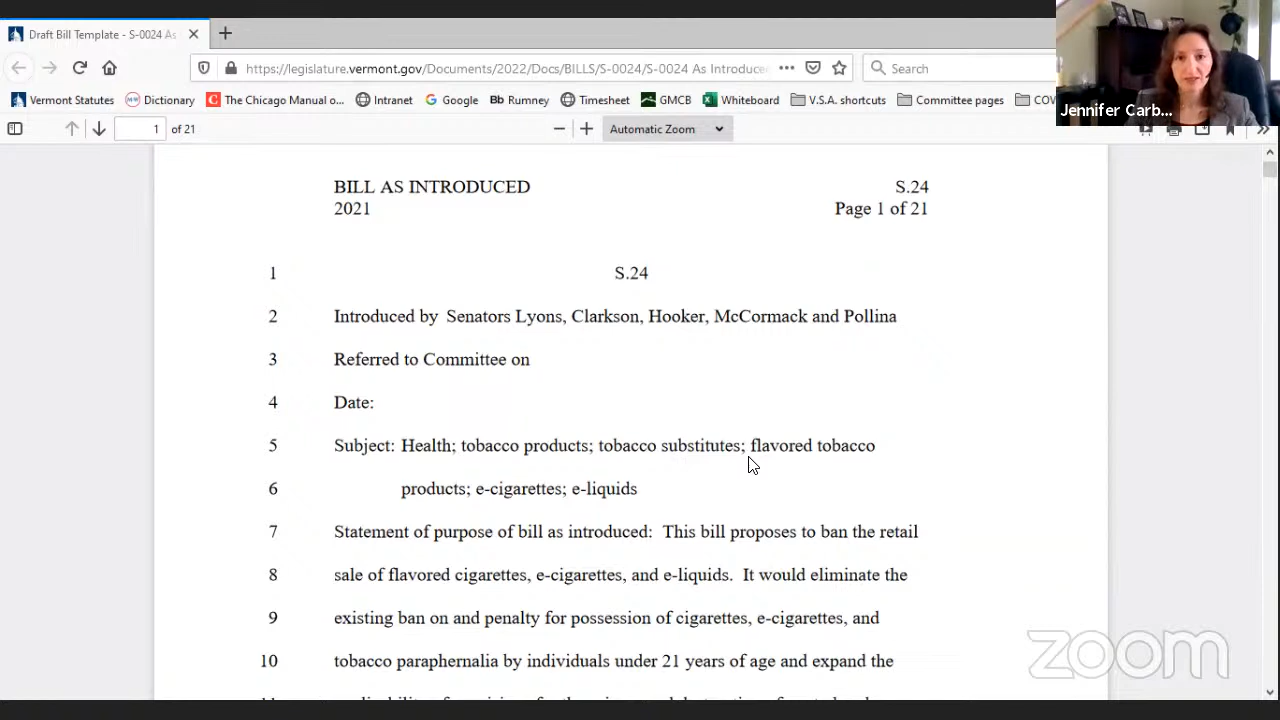 Draft Bill Template - S-0024 As
https://legislature.vermont.gov/Documents/2022/Docs/BILLS/S-0024/S-0024 As Introduce
Search
Vermont Statutes
Dictionary
The Chicago Manual o...
Intranet
Google
Bb Rumney
Timesheet
GMCB
Whiteboard
V.S.A. shortcuts
Committee pages
COV
Jennifer Carb...
1 of 21
Automatic Zoom
BILL AS INTRODUCED S.24
2021 Page 1 of 21
1 S.24
2 Introduced by Senators Lyons, Clarkson, Hooker, McCormack and Pollina
3 Referred to Committee on
4 Date:
5 Subject: Health; tobacco products; tobacco substitutes; flavored tobacco
6 products; e-cigarettes; e-liquids
7 Statement of purpose of bill as introduced: This bill proposes to ban the retail
8 sale of flavored cigarettes, e-cigarettes, and e-liquids. It would eliminate the
9 existing ban on and penalty for possession of cigarettes, e-cigarettes, and
10 tobacco paraphernalia by individuals under 21 years of age and expand the
zoom